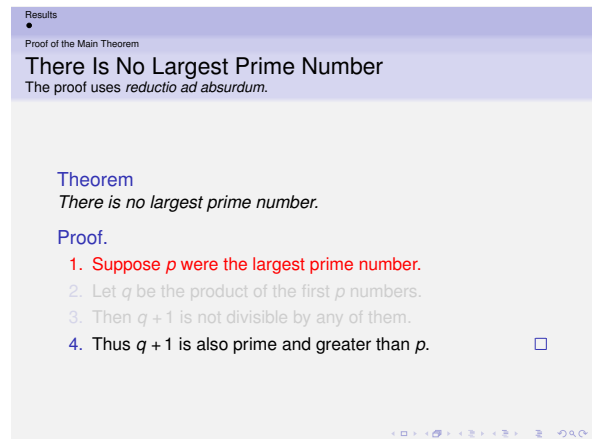 Results
Proof of the Main Theorem
There Is No Largest Prime Number
The proof uses reductio ad absurdum.
Theorem
There is no largest prime number.
Proof.
1. Suppose p were the largest prime number.
2. Let q be the product of the first p numbers.
3. Then q + 1 is not divisible by any of them.
4. Thus q + 1 is also prime and greater than p.